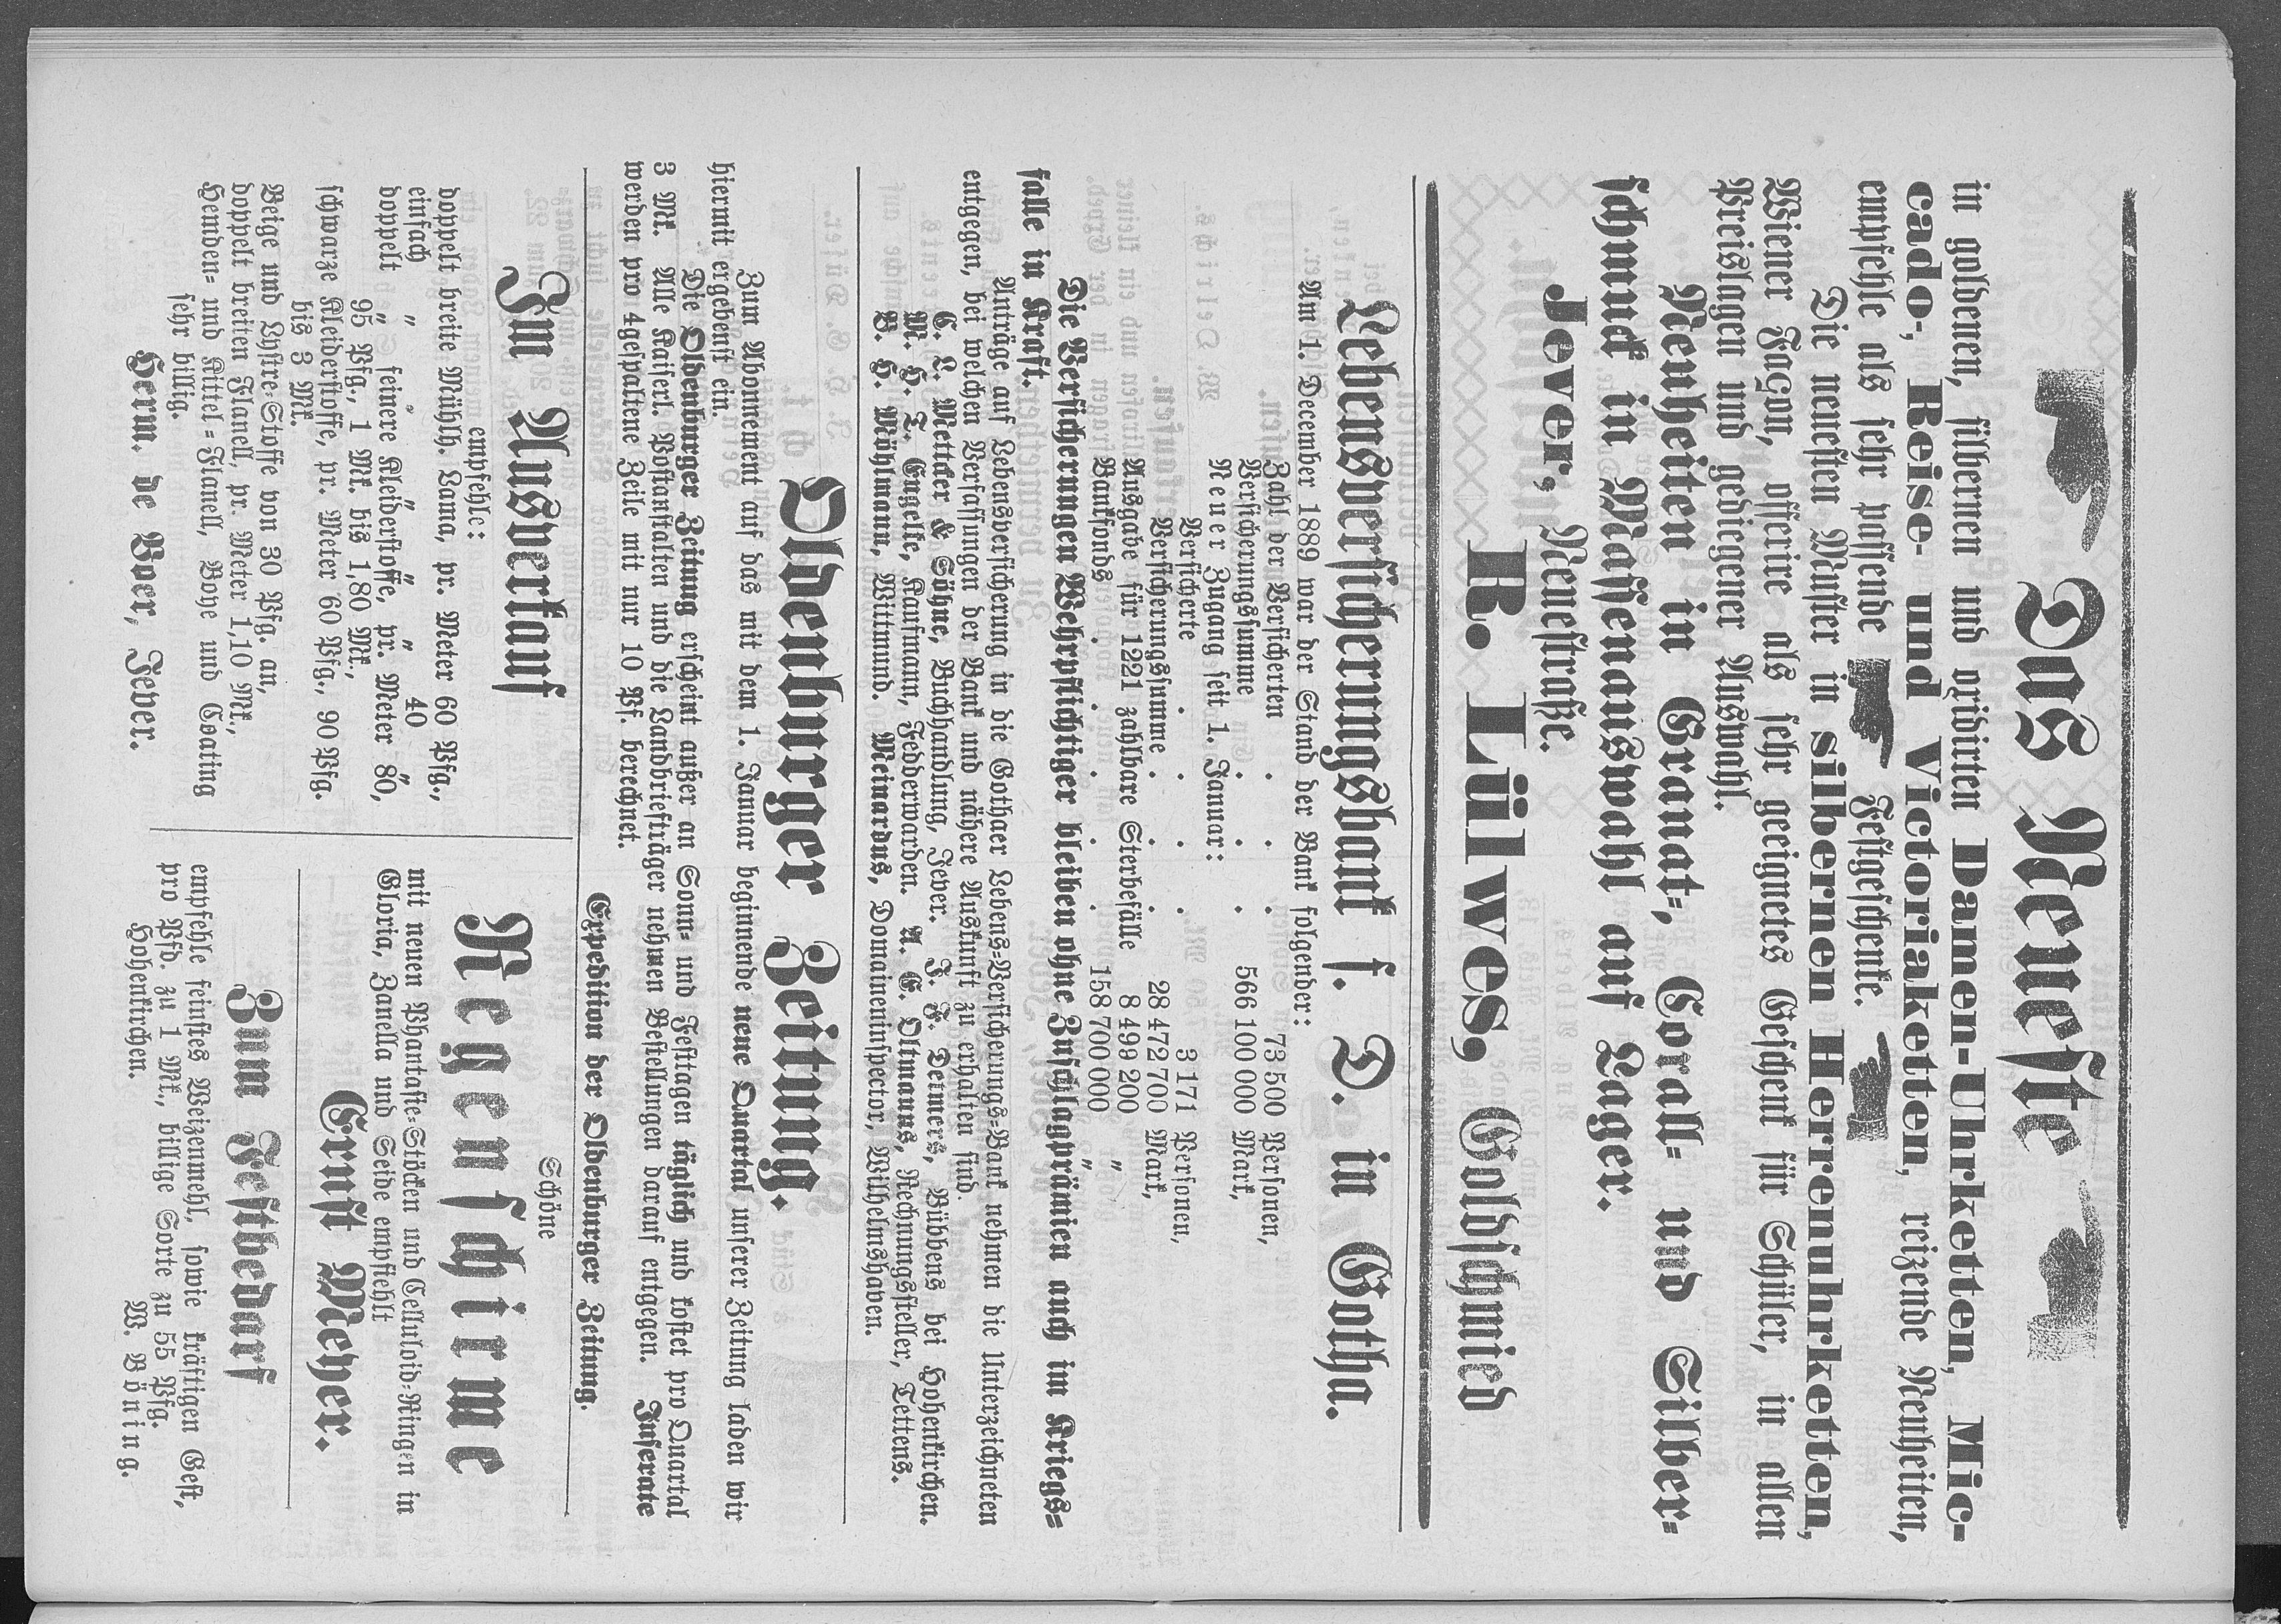 Das Neueste
in goldenen, silbernen und oxidirten Damen-Uhrketten, Mic-
cado-, Reise- und Victoriaketten, reizende Neuheiten,
empfehle als sehr passende Festgeschenke.
Die neuesten Muster in silbernen Herrenuhrketten,
Wiener Façon, offerire als sehr geeignetes Geschenk für Schüler, in allen
Preislagen und gediegener Auswahl.
Neuheiten in Granat-, Corall- und Silber-
schmuck in Massenauswahl auf Lager.
Jever, Neuestraße.
R. Lülwes, Goldschmied
Lebensversicherungsbank f. D. in Gotha.
Am 1. December 1889 war der Stand der Bank folgender:
Zahl der Versicherten . . . 73 500 Personen,
Versicherungssumme . . . 566 100 000 Mark,
Neuer Zugang seit 1. Januar:
Versicherte . . . . 3 171 Personen,
Versicherungssumme . . . 28 472 700 Mark,
Ausgabe für 1221 zahlbare Sterbefälle 8 498 200 "
Bankfonds . . . . . 158 700 000 "
Die Versicherungen Wehrpflichtiger bleiben ohne Zuschlagprämien auch im Kriegs-
falle in Kraft.
Anträge auf Lebensversicherung in die Gothaer Lebens-Versicherungs-Bank nehmen die Unterzeichneten
entgegen, bei welchen Verfassungen der Bank und nähere Auskunft zu erhalten sind.
C. L. Mettcker & Söhne, Buchhandlung, Jever. J. F. Detmers, Bübbens bei Hohenkirchen.
M. H. T. Engelke, Kaufmann, Fedderwarden. A. E. Oltmanns, Rechnungssteller, Tettens.
B. H. Möhlmann, Wittmund. Meinardus, Domaineninspector, Wilhelmshaven.
Oldenburger Zeitung.
Zum Abonnement auf das mit dem 1. Januar beginnende neue Quartal unserer Zeitung laden wir
hiermit ergebenst ein.
Die Oldenburger Zeitung erscheint außer an Sonn- und Festtagen täglich und kostet pro Quartal
3 Mk. Alle Kaiserl. Postanstalten und die Landbriefträger nehmen Bestellungen darauf entgegen. Inserate
werden pro 4gespaltene Zeile mit nur 10 Pf. berechnet.
Expedition der Oldenburger Zeitung.
Im Ausverkauf
empfehle:
doppelt breite Mühlh. Lama, pr. Meter 60 Pfg.,
einfach " " " " 40 "
doppelt " feinere Kleiderstoffe, pr. Meter 80,
95 Pfg., 1 Mk. bis 1,80 Mk.,
schwarze Kleiderstoffe, pr. Meter 60 Pfg., 90 Pfg.
bis 3 Mk.
Beige und Lystre-Stoffe von 30 Pfg. an,
doppelt breiten Flanell, pr. Meter 1,10 Mk.,
Hemden- und Kittel-Flanell, Boye und Coating
sehr billig.
Herm. de Boer, Jever.
Schöne
Regenschirme
mit neuen Phantasie-Stöcken und Celluloid-Ringen in
Gloria, Zanella und Seide empfiehlt
Ernst Meyer.
Zum Festbedarf
empfehle feinstes Weizenmehl, sowie kräftigen Gest,
pro Pfd. zu 1 Mk., billige Sorte zu 55 Pfg.
Hohenkirchen. W. Böning.